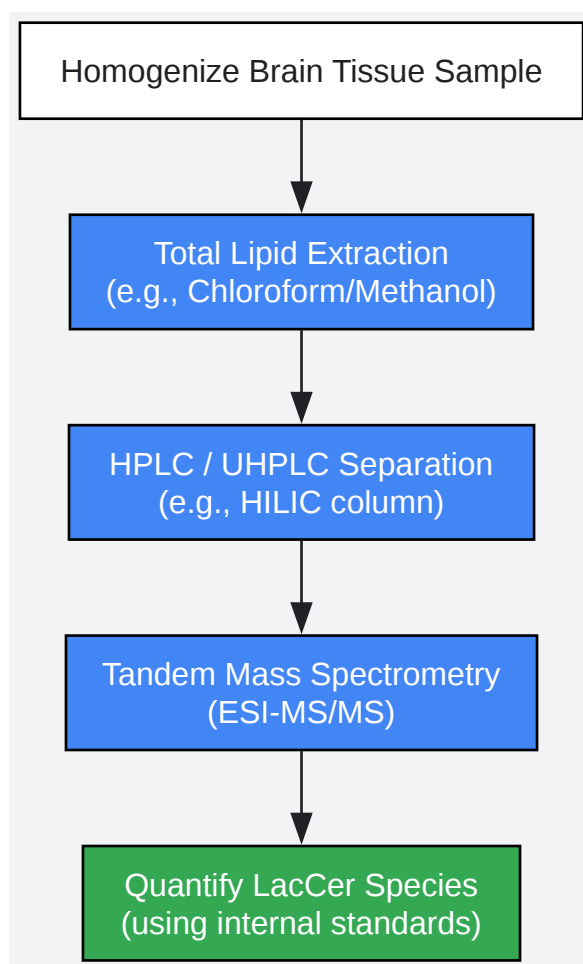 Homogenize Brain Tissue Sample
Total Lipid Extraction
(e.g., Chloroform/Methanol)
HPLC / UHPLC Separation
(e.g., HILIC column)
Tandem Mass Spectrometry
(ESI-MS/MS)
Quantify LacCer Species
(using internal standards)